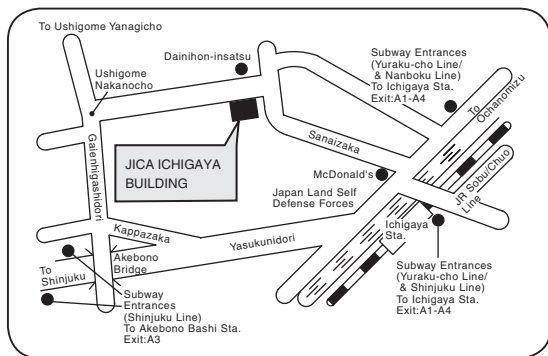 To Ushigome Yanagicho
Dainihon-insatsu
Ushigome
Nakanocho
Subway Entrances
(Yuraku-cho Line/
& Nanboku Line)
To Ichigaya Sta.
Exit:A1-A4
To
Ochanomizu
JICA ICHIGAYA
BUILDING
Sanaizaka
McDonald's
Japan Land Self
Defense Forces
JR Sobu/Chuo
Line
Gaienhigashidori
Kappazaka
Yasukunidori
Ichigaya
Sta.
To
Shinjuku
Akebono
Bridge
Subway
Entrances
(Shinjuku Line)
To Akebono Bashi Sta.
Exit:A3
Subway Entrances
(Yuraku-cho Line/
& Shinjuku Line)
To Ichigaya Sta.
Exit:A1-A4